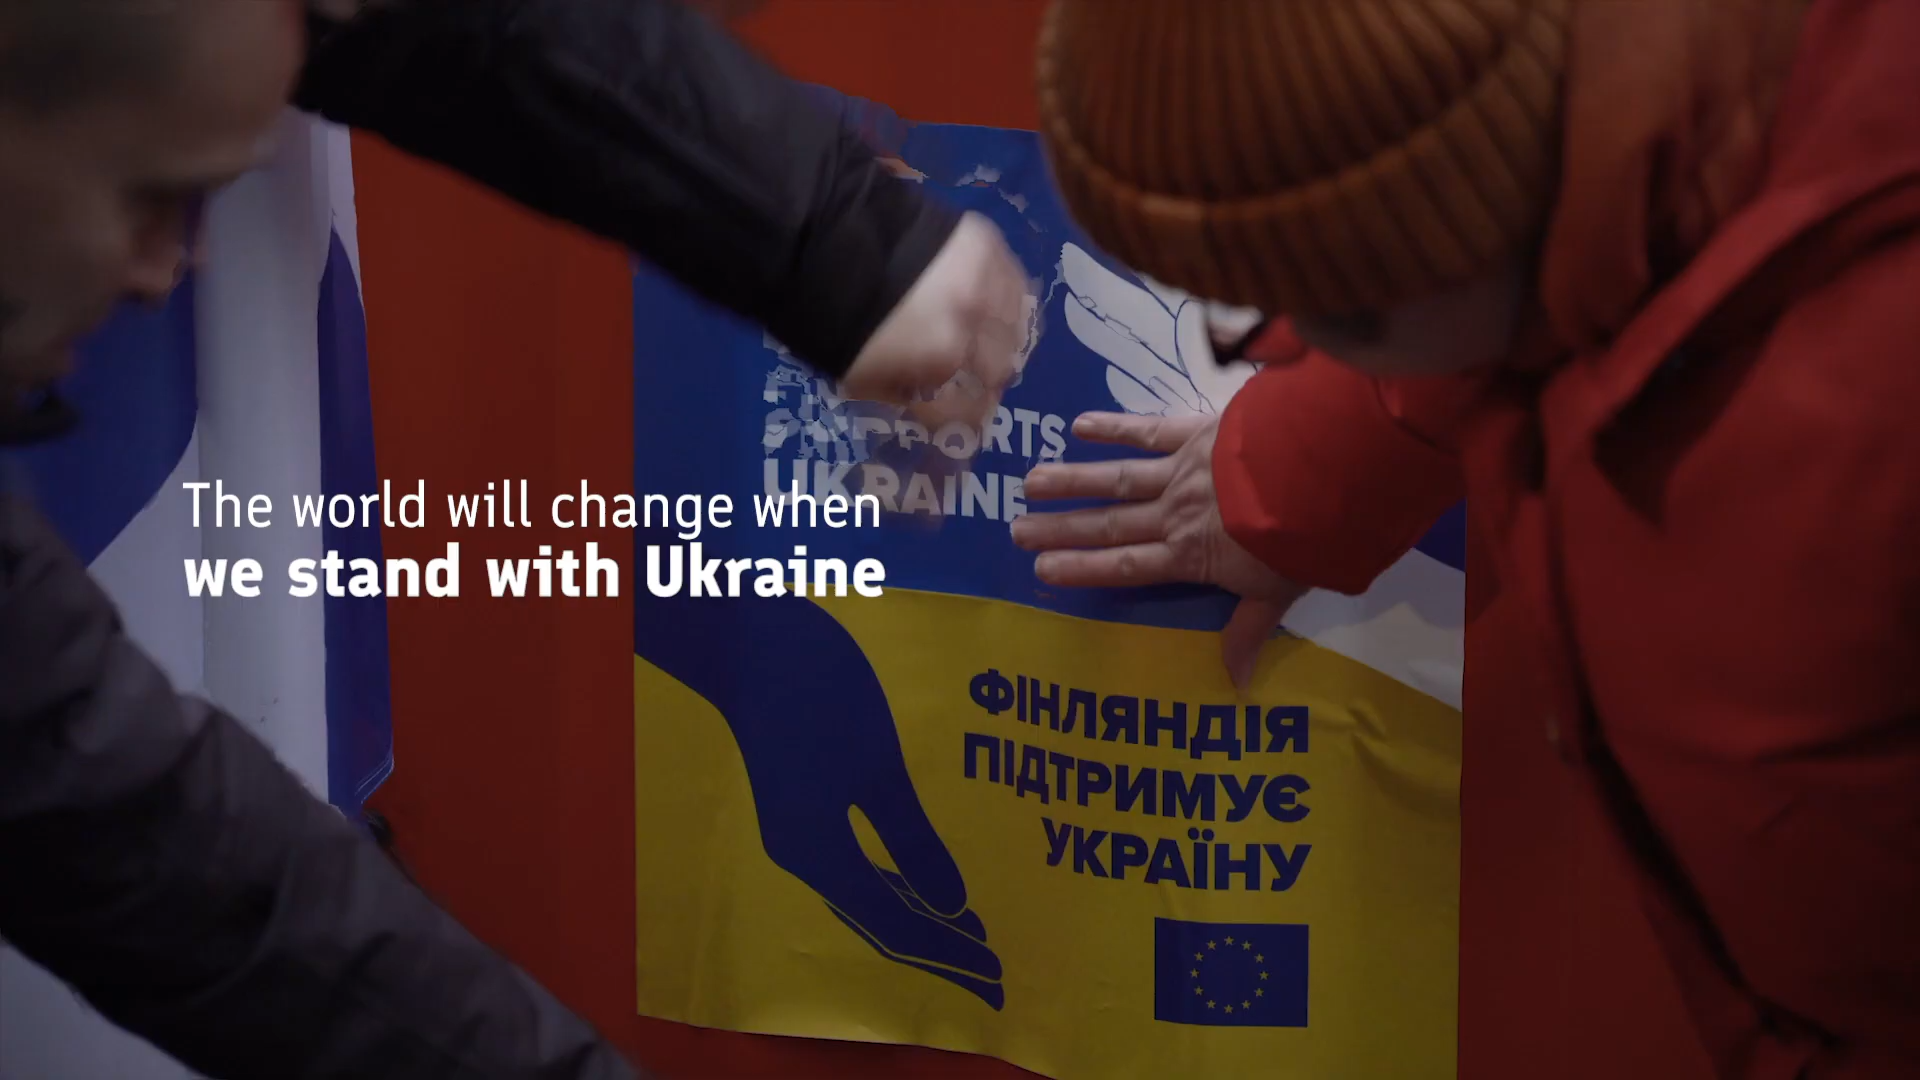 SUPPORTS
UKRAINE
The world will change when
we stand with Ukraine
ФІНЛЯНДІЯ
ПІДТРИМУЄ
УКРАЇНУ